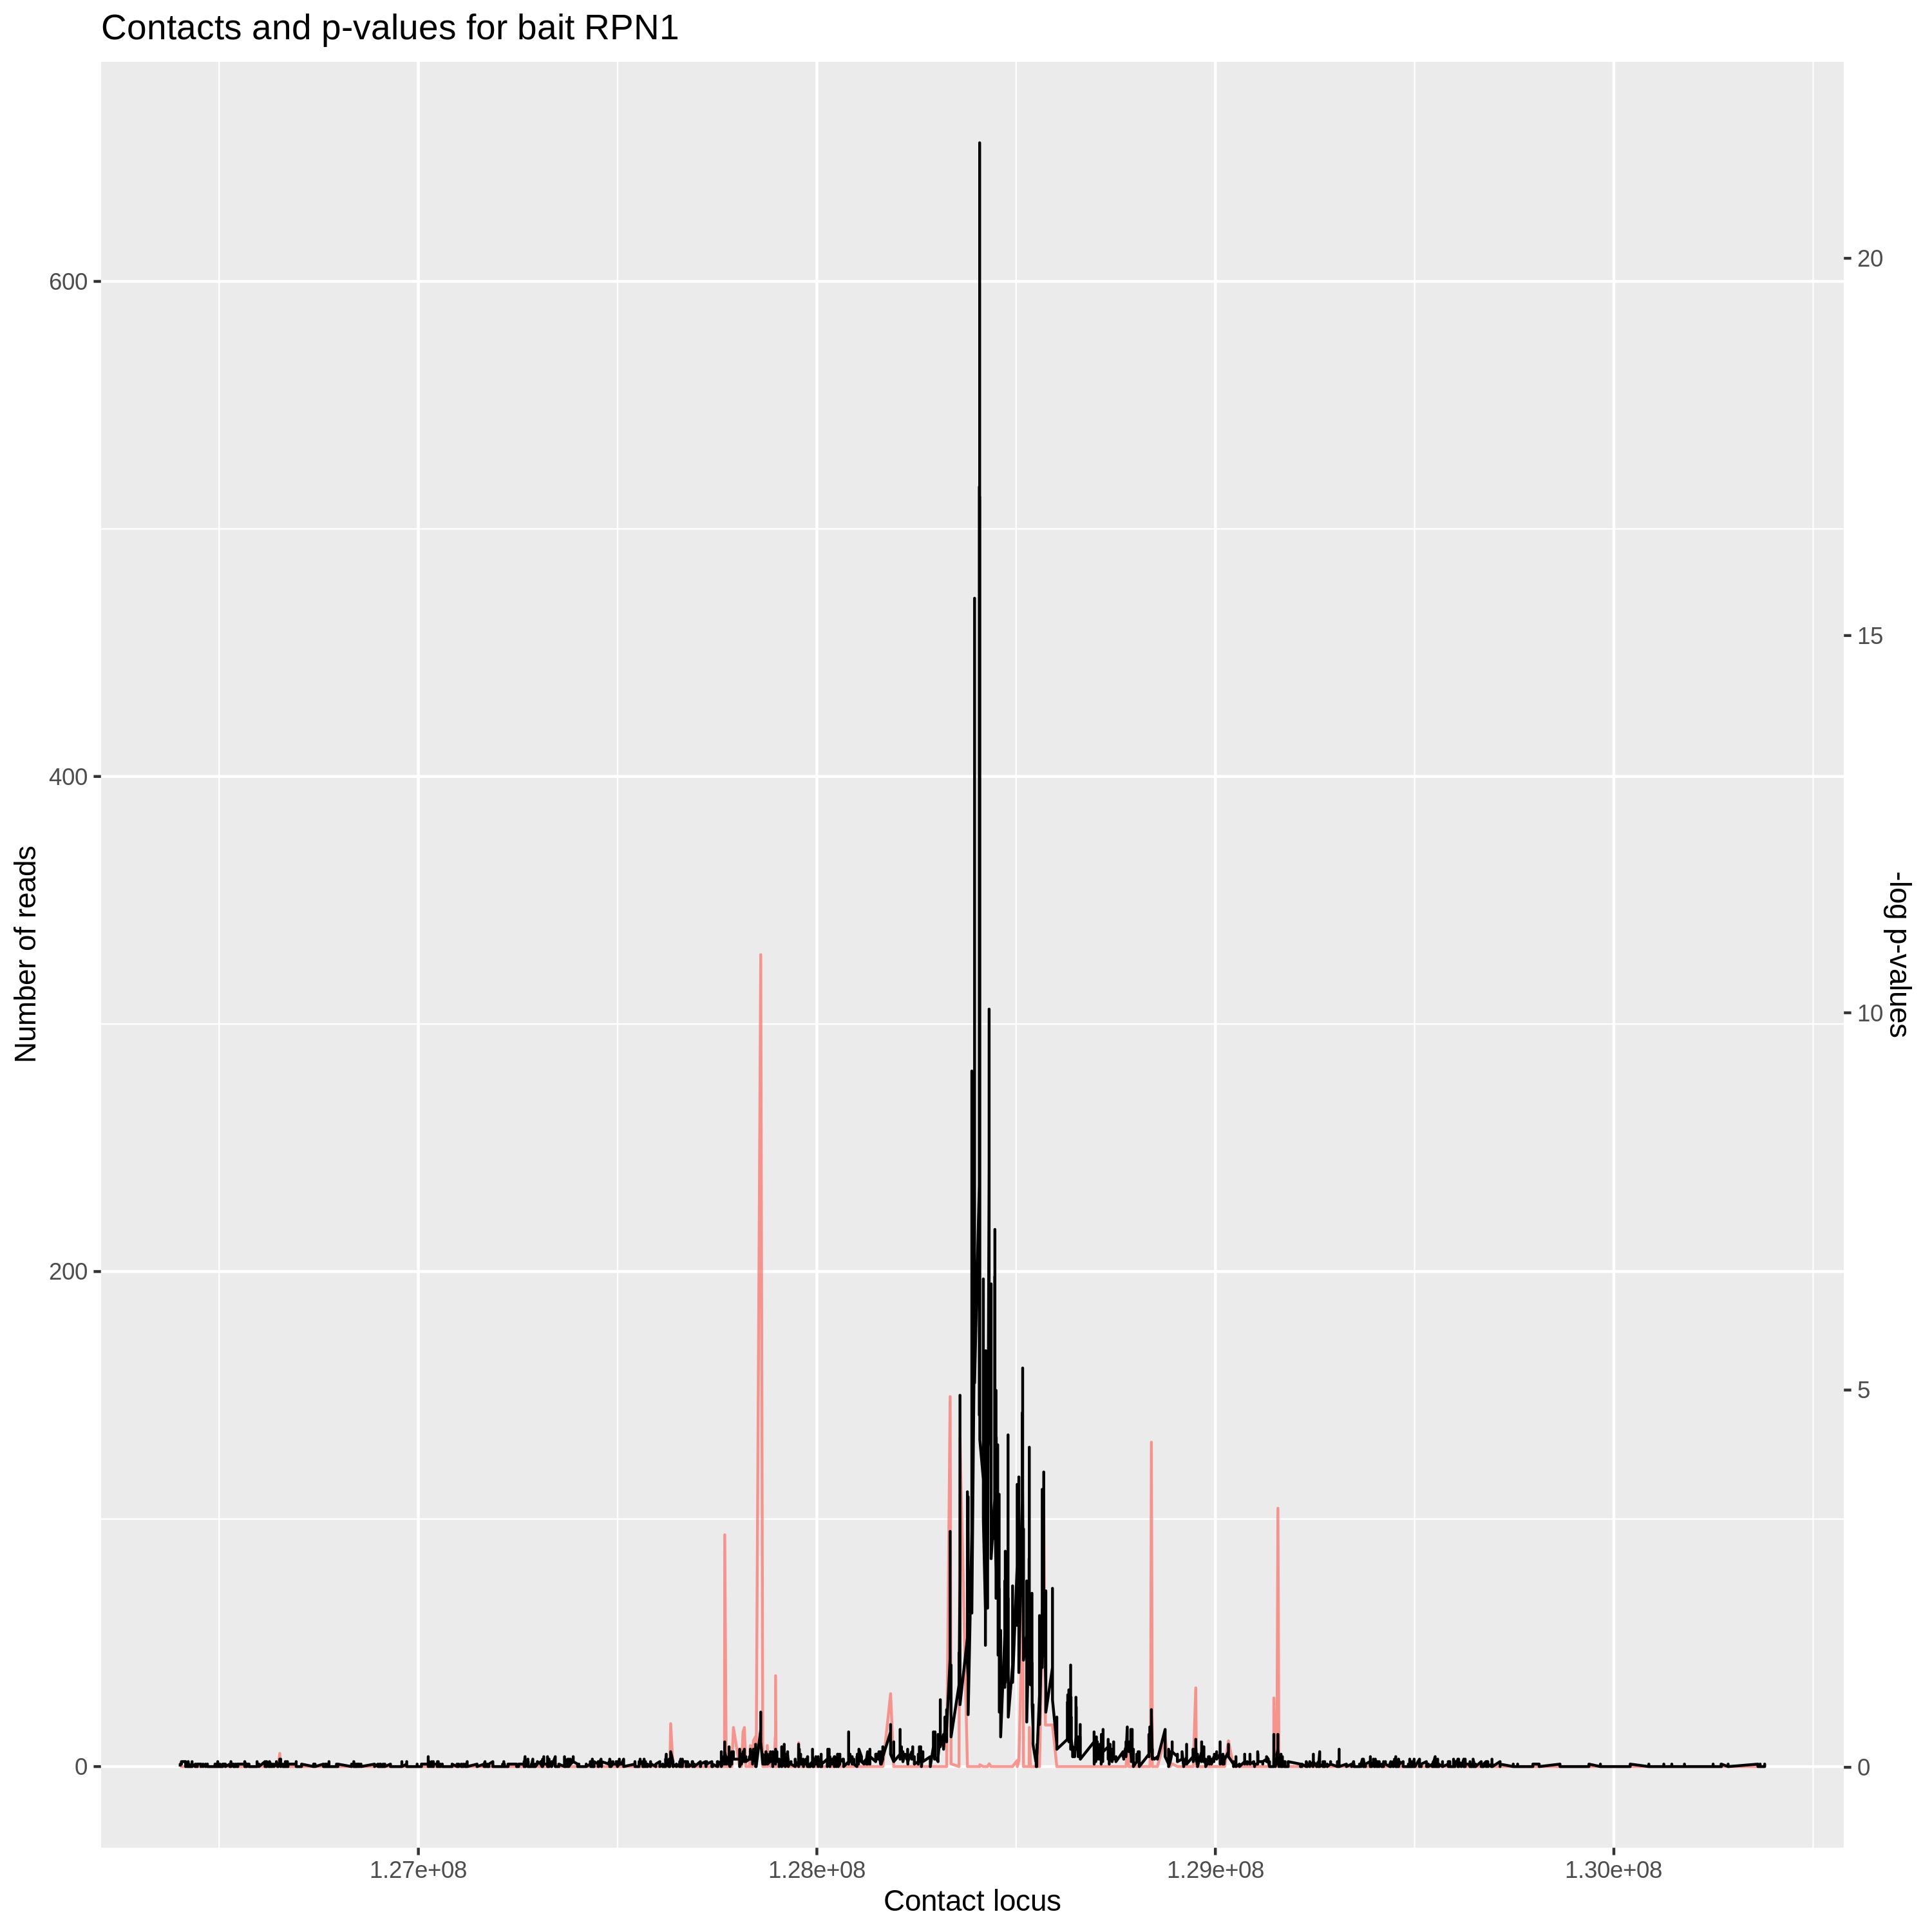 Contacts and p-values for bait RPN1
600
400
200
0
20
15
10
5
0
Number of reads
-log p-values
1.27e+08
1.28e+08
1.29e+08
1.30e+08
Contact locus